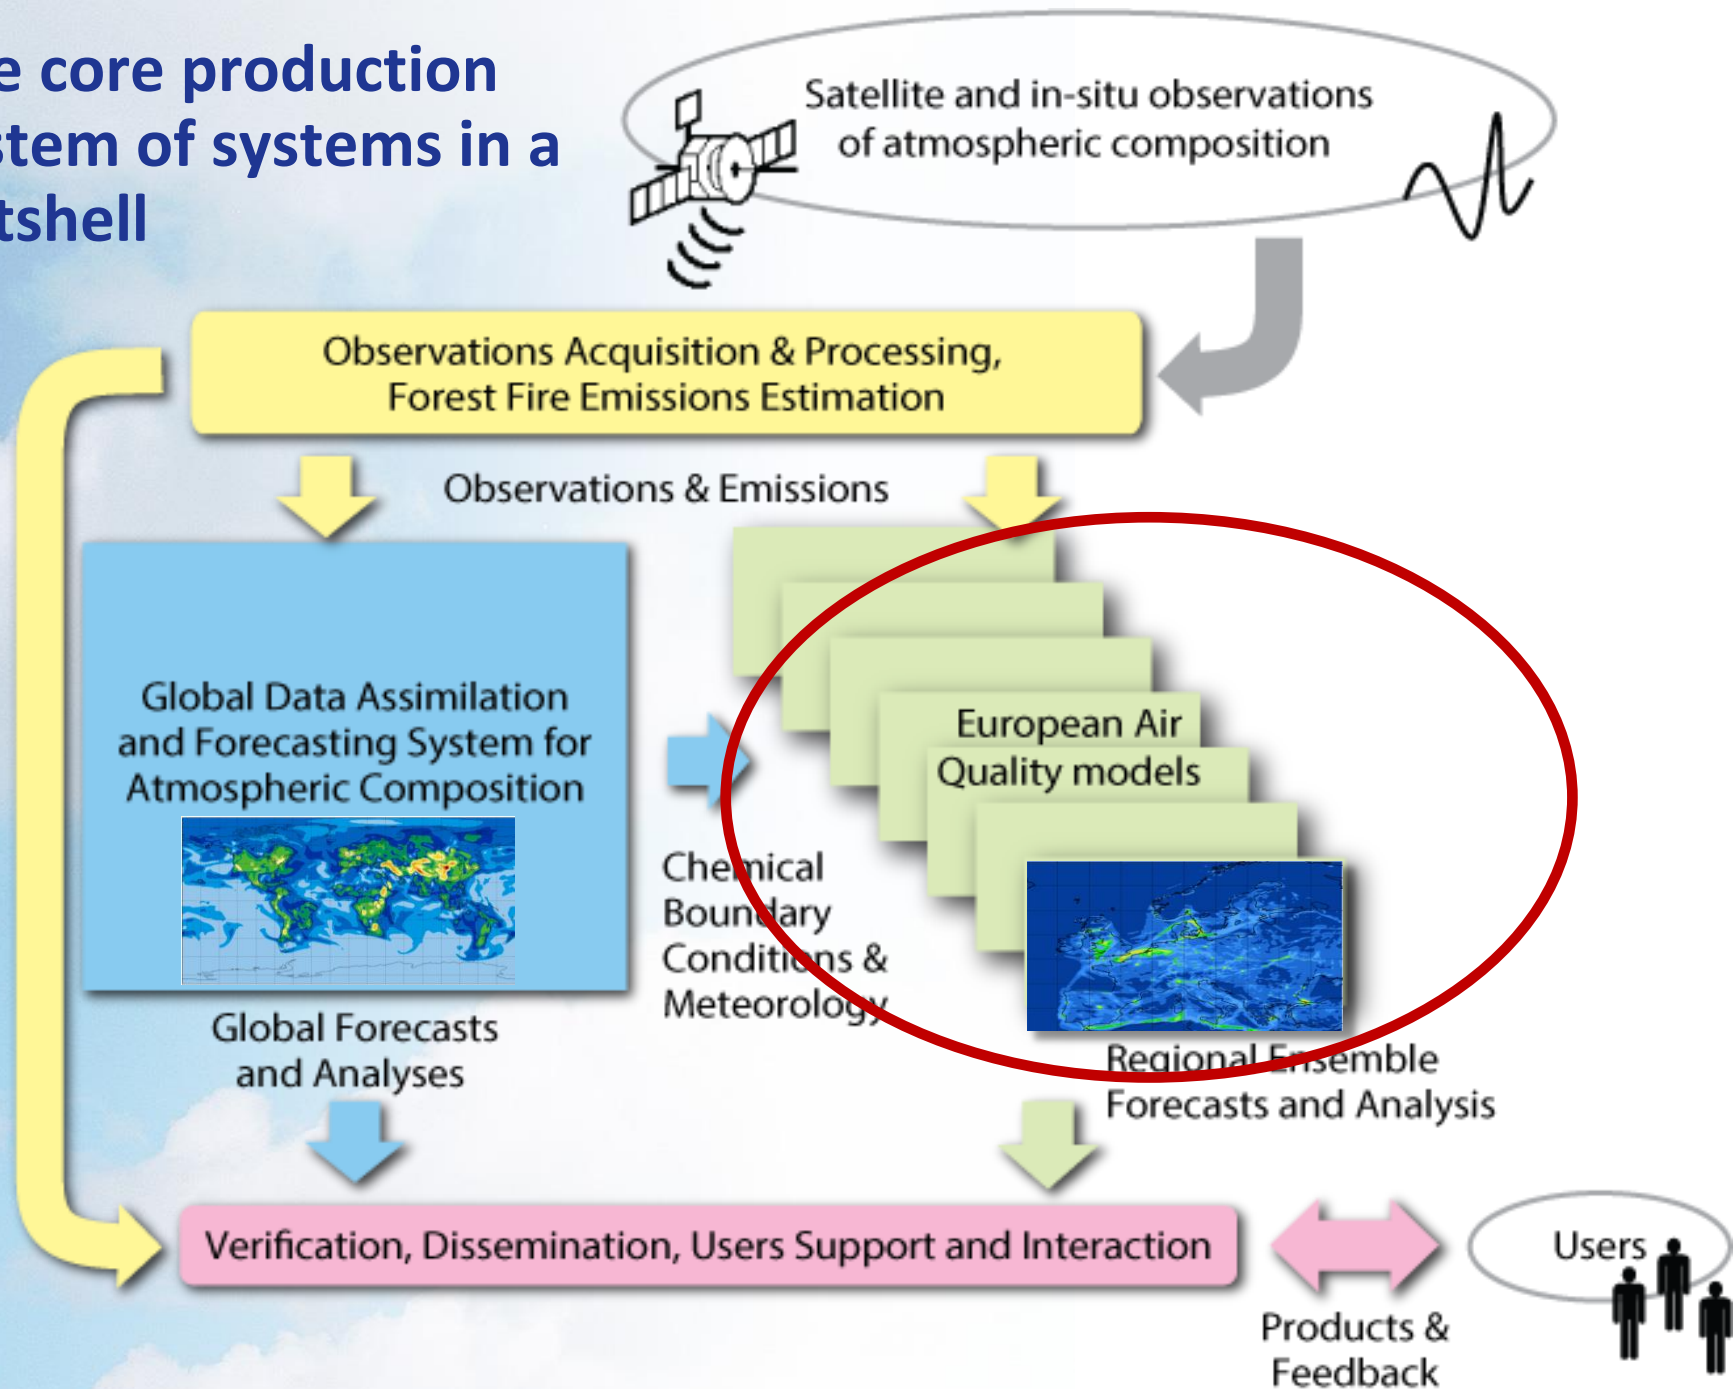 e core production
stem of systems in a
tshell
Satellite and in-situ observations
of atmospheric composition
Observations Acquisition & Processing,
Forest Fire Emissions Estimation
Observations & Emissions
Global Data Assimilation
and Forecasting System for
Atmospheric Composition
European Air
Quality models
Chemical
Boundary
Conditions &
Meteorology
Global Forecasts
and Analyses
Regional Ensemble
Forecasts and Analysis
Verification, Dissemination, Users Support and Interaction
Users
Products &
Feedback